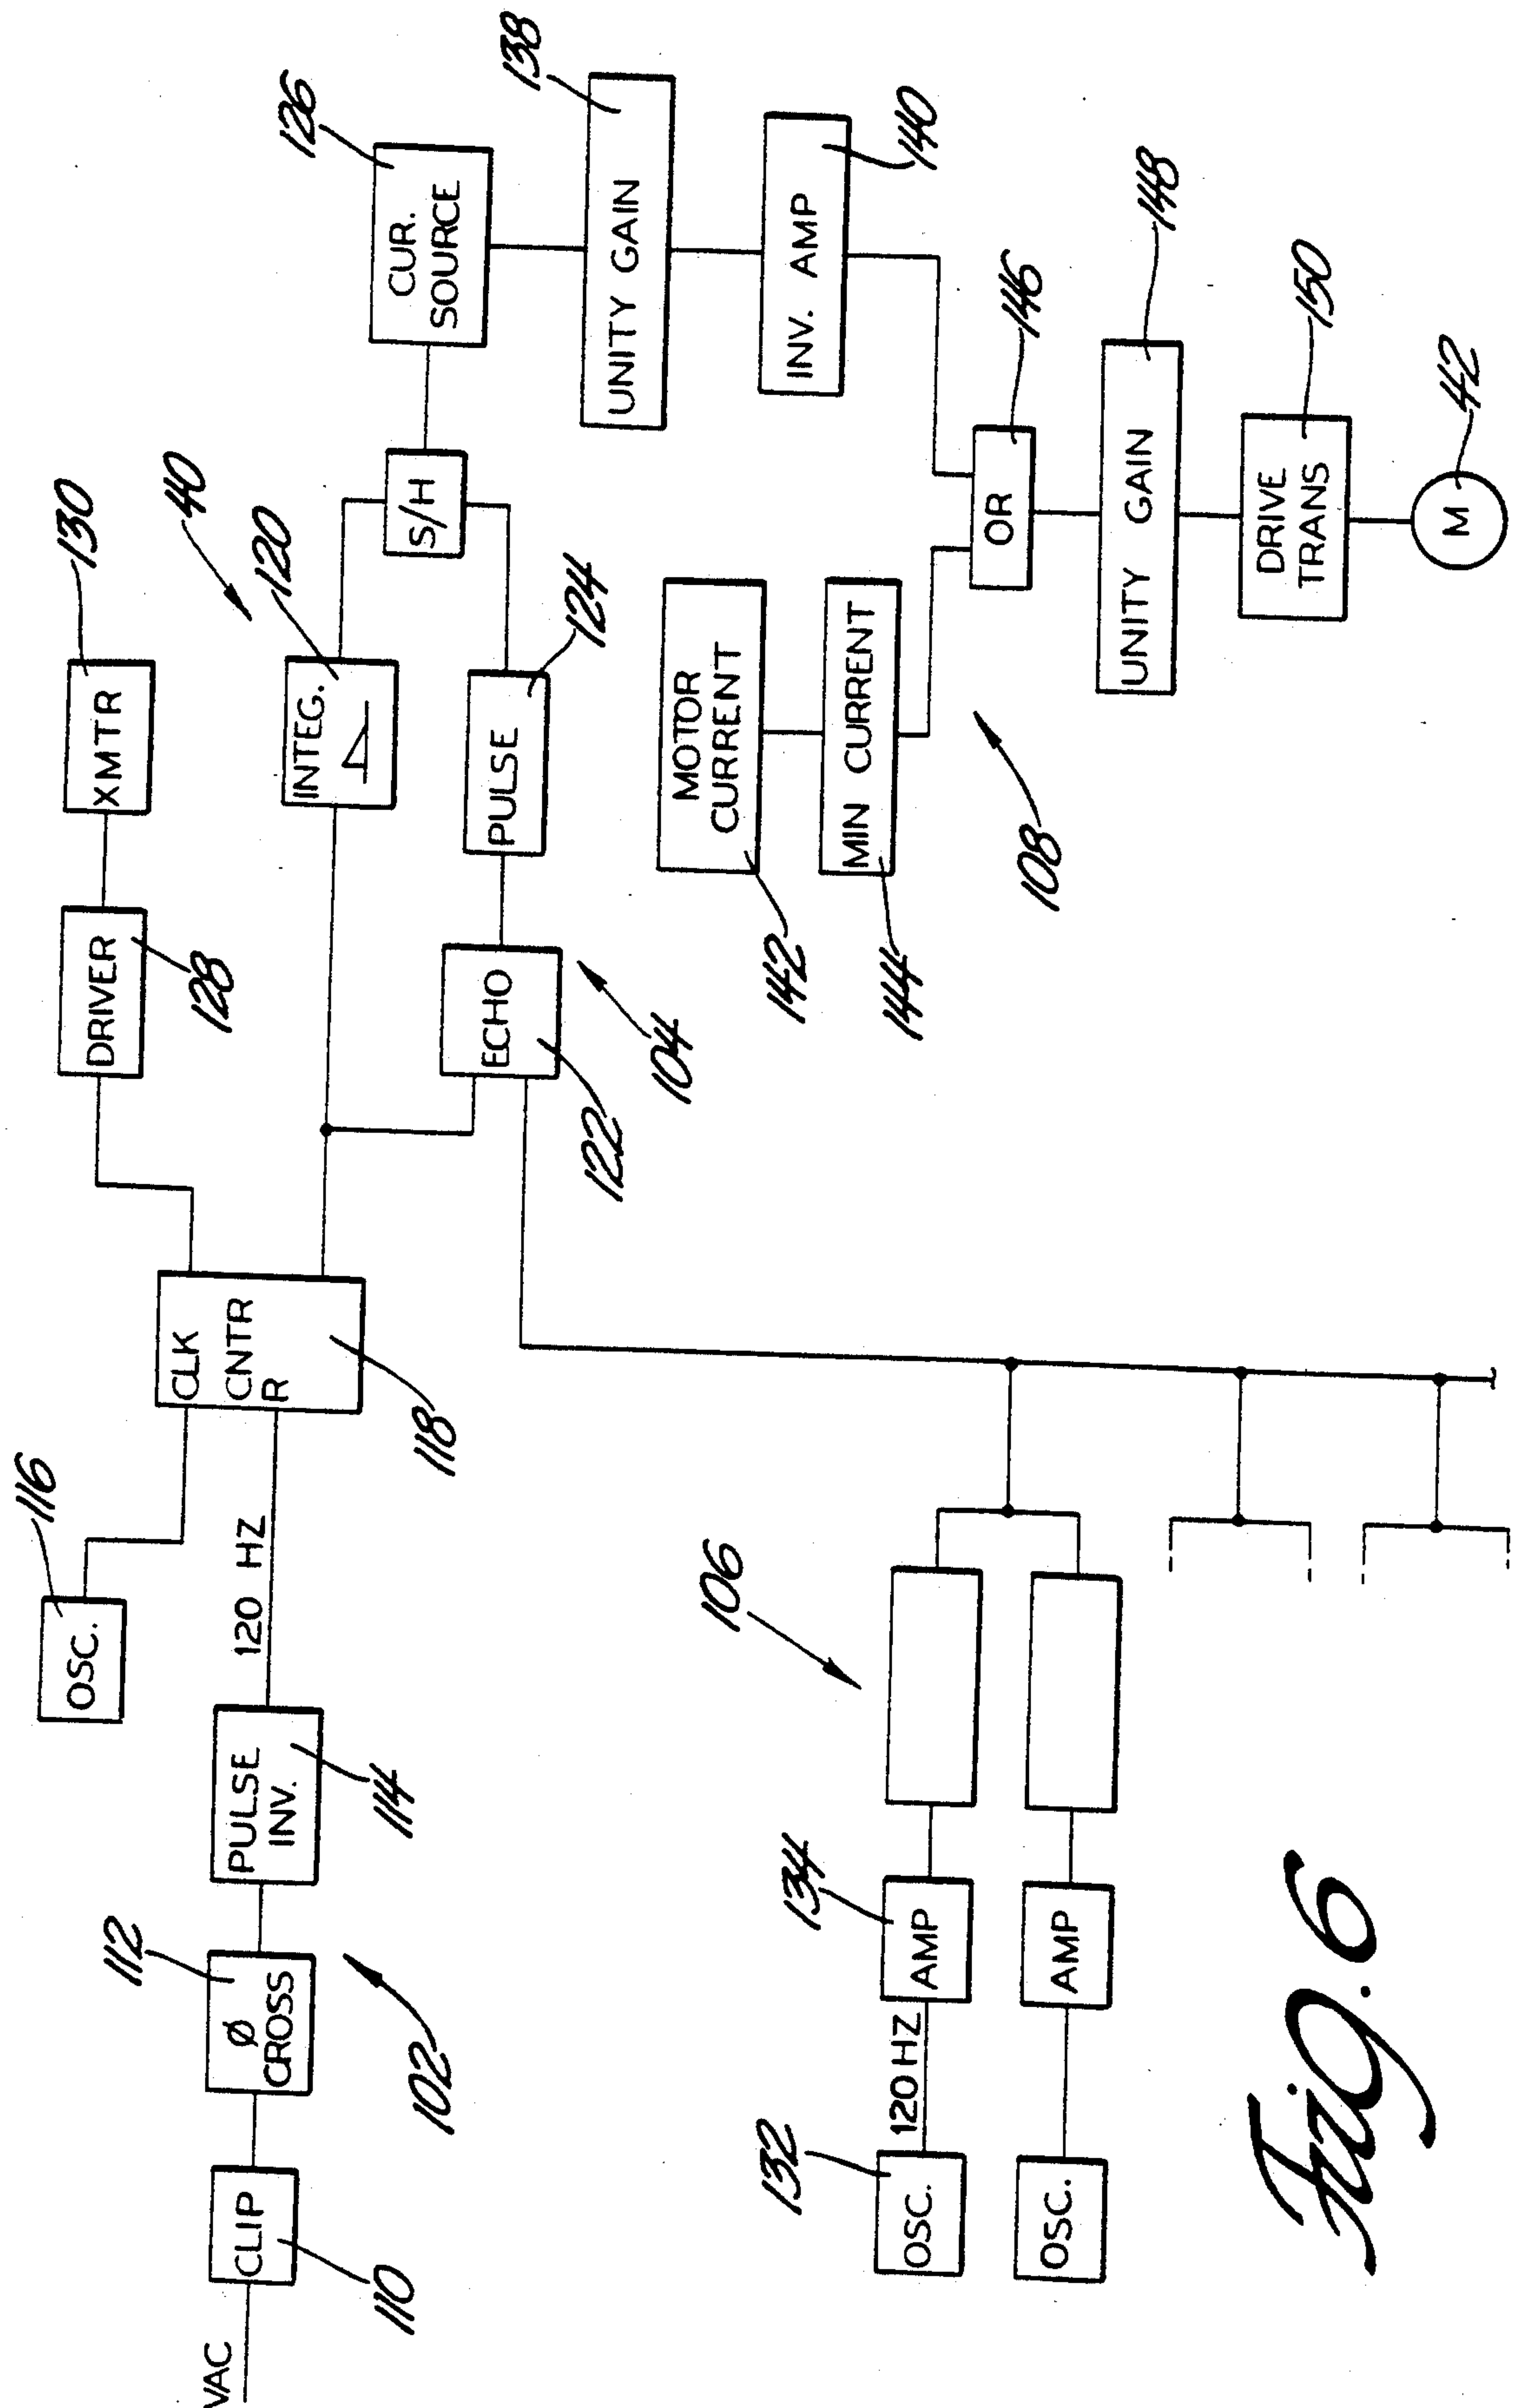 VAC
CLIP
110
Ø
CROSS
112
102
PULSE
INV.
114
120 HZ
OSC.
116
CLK
CNTR
R
118
DRIVER
128
XMTR
130
INTEG.
120
40
ECHO
122
104
PULSE
124
S/H
CUR.
SOURCE
126
UNITY GAIN
138
INV. AMP
140
MOTOR
CURRENT
142
MIN CURRENT
144
108
OR
146
UNITY GAIN
148
DRIVE
TRANS
150
M
42
OSC.
132
120 HZ
AMP
134
106
OSC.
AMP
Fig. 6